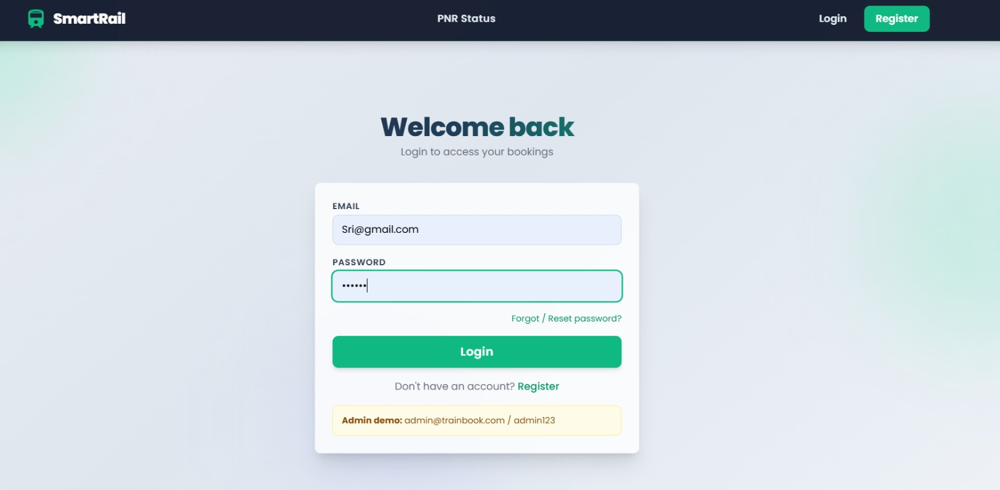 SmartRail
PNR Status
Login
Register
Welcome back
Login to access your bookings
EMAIL
Sri@gmail.com
PASSWORD
••••••
Forgot / Reset password?
Login
Don't have an account? Register
Admin demo: admin@trainbook.com / admin123